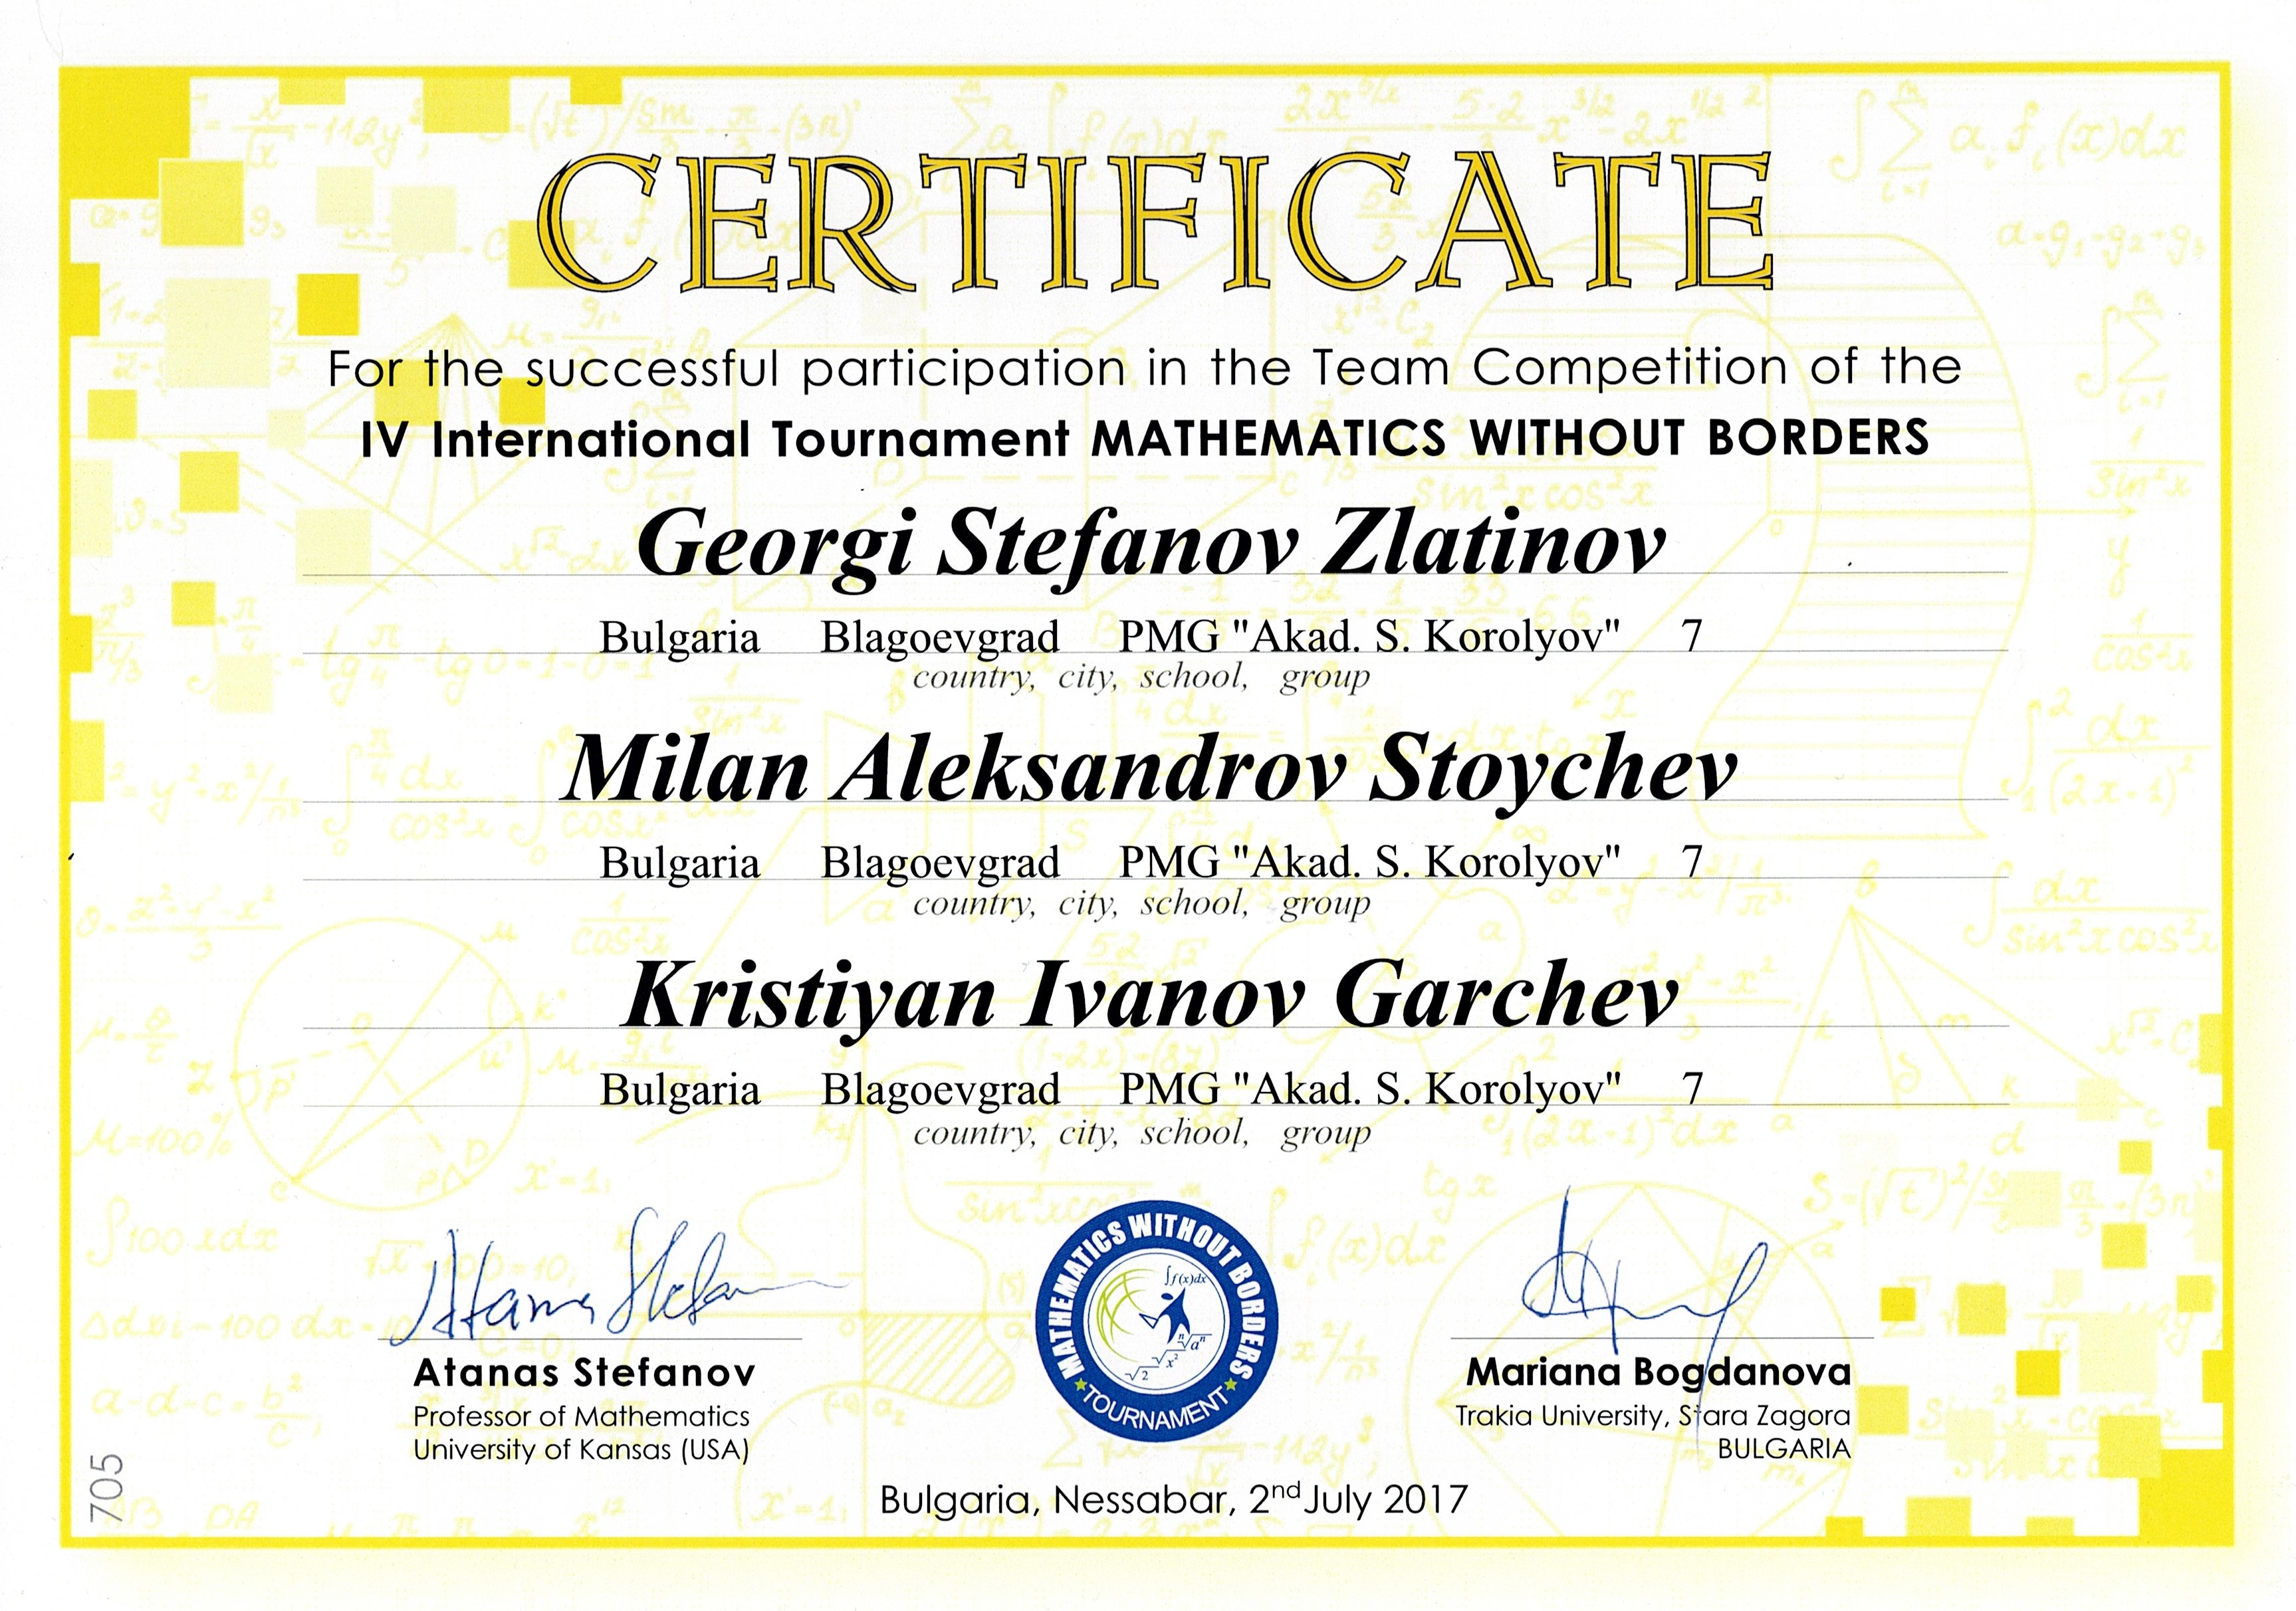 CERTIFICATE
For the successful participation in the Team Competition of the
IV International Tournament MATHEMATICS WITHOUT BORDERS
Georgi Stefanov Zlatinov
Bulgaria Blagoevgrad PMG "Akad. S. Korolyov" 7
country, city, school, group
Milan Aleksandrov Stoychev
Bulgaria Blagoevgrad PMG "Akad. S. Korolyov" 7
country, city, school, group
Kristiyan Ivanov Garchev
Bulgaria Blagoevgrad PMG "Akad. S. Korolyov" 7
country, city, school, group
MATHEMATICS WITHOUT BORDERS
TOURNAMENT
∫f(x)dx
Atanas Stefanov
Professor of Mathematics
University of Kansas (USA)
Mariana Bogdanova
Trakia University, Stara Zagora
BULGARIA
705
Bulgaria, Nessabar, 2nd July 2017